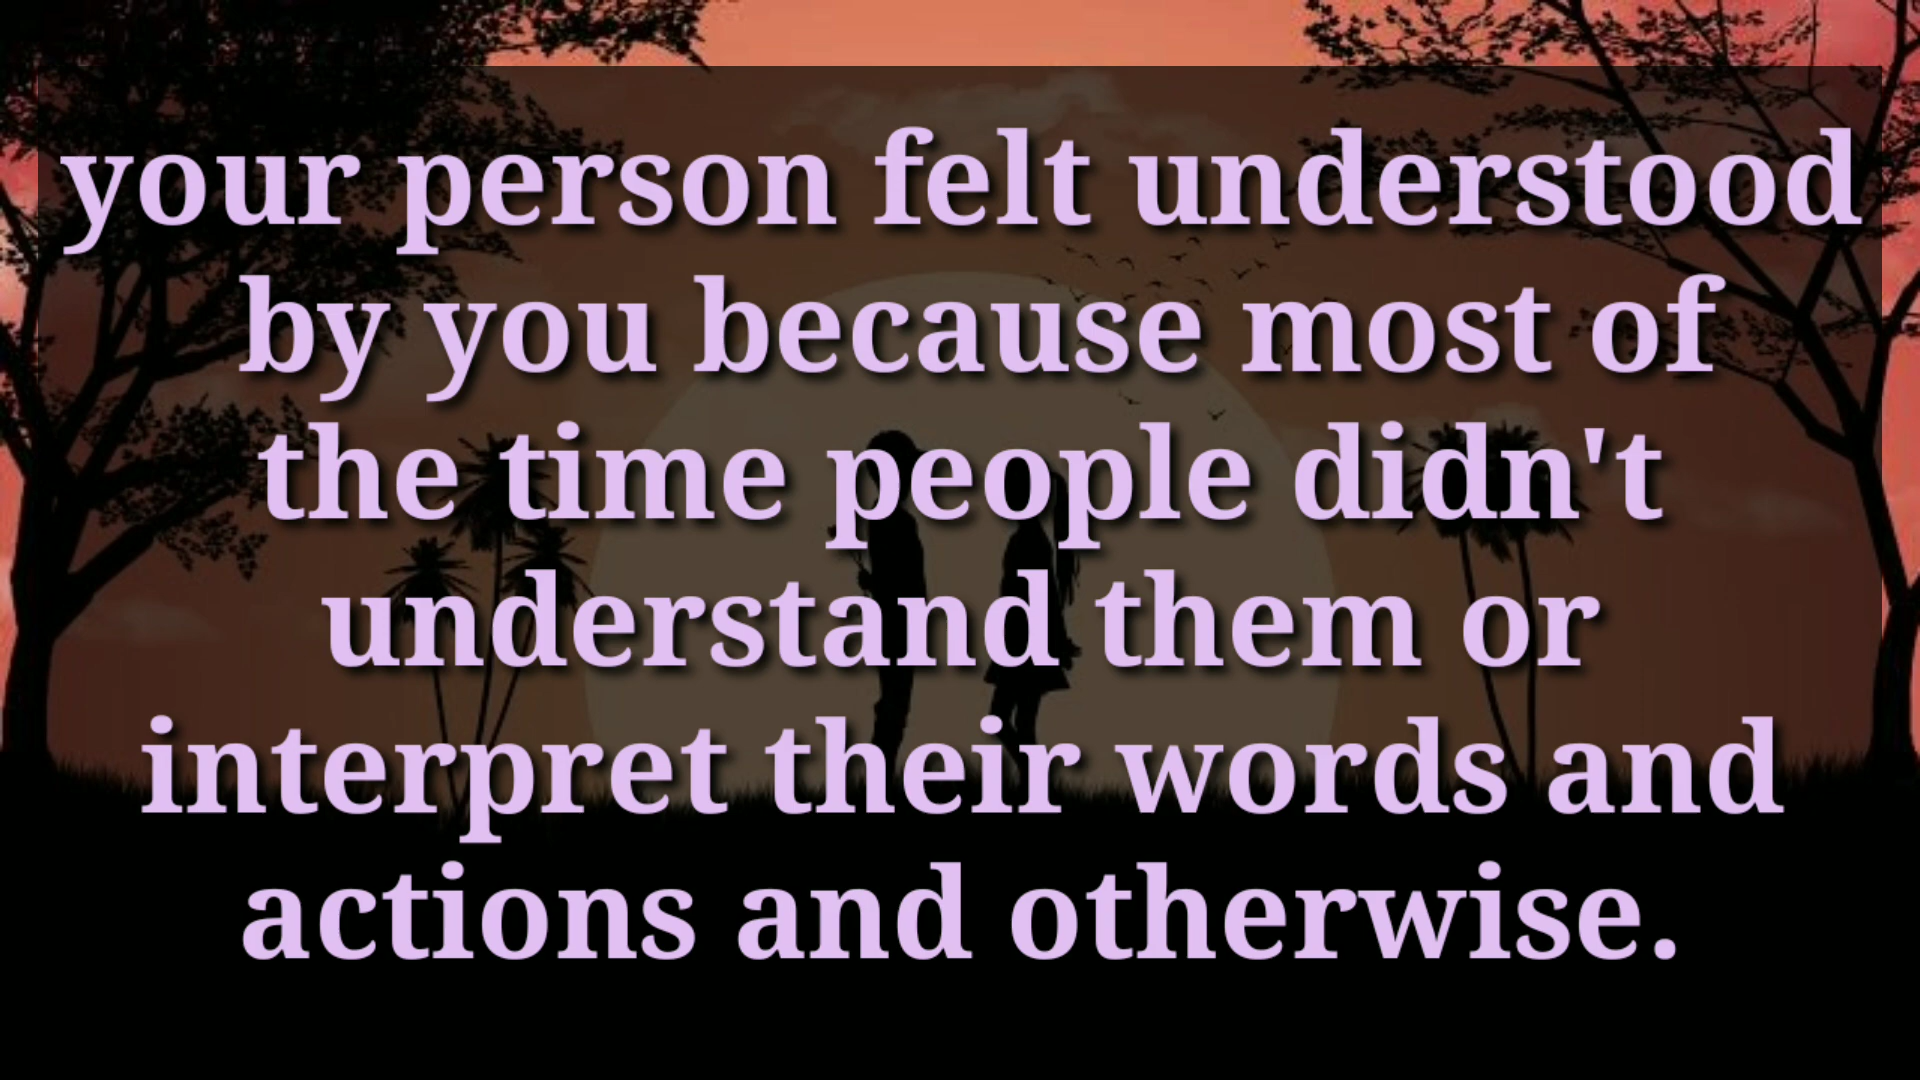 your person felt understood
by you because most of
the time people didn't
understand them or
interpret their words and
actions and otherwise.